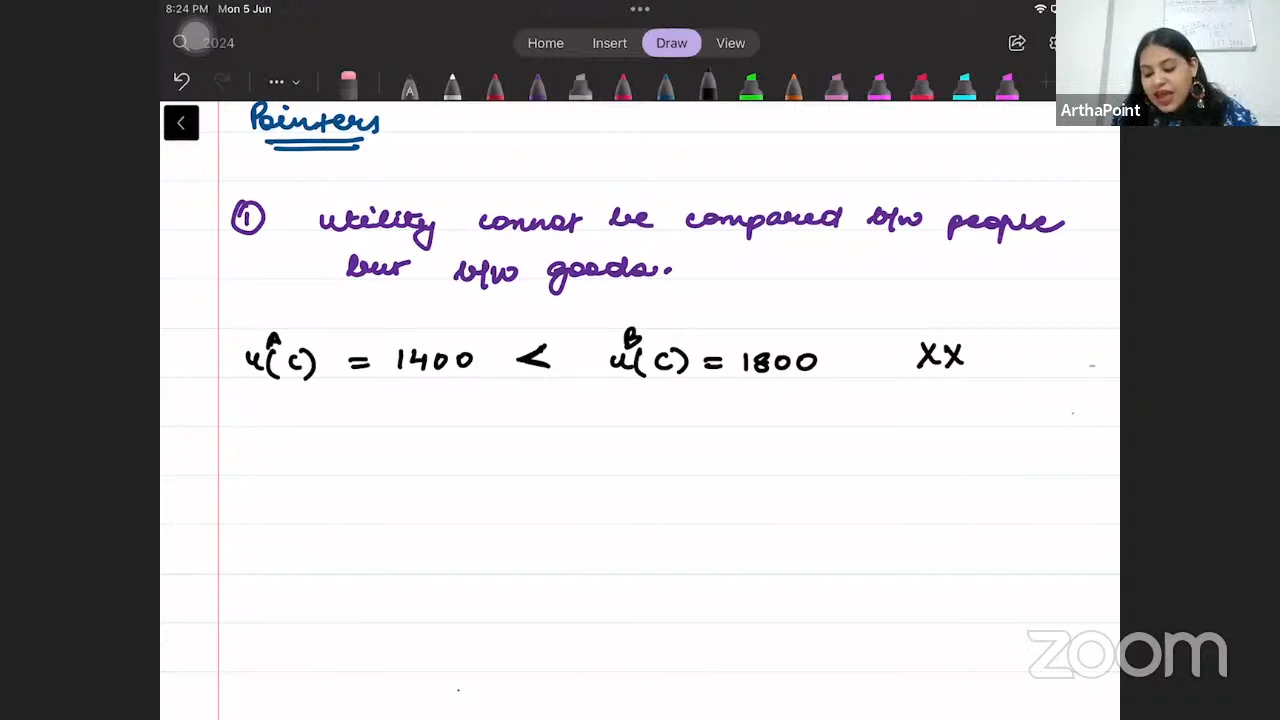 8:24 PM Mon 5 Jun
2024
Home Insert Draw View
A
ArthaPoint
Pointers
① utility cannot be compared b/w people
but b/w goods.
u^A(C) = 1400 < u^B(C) = 1800 XX
zoom